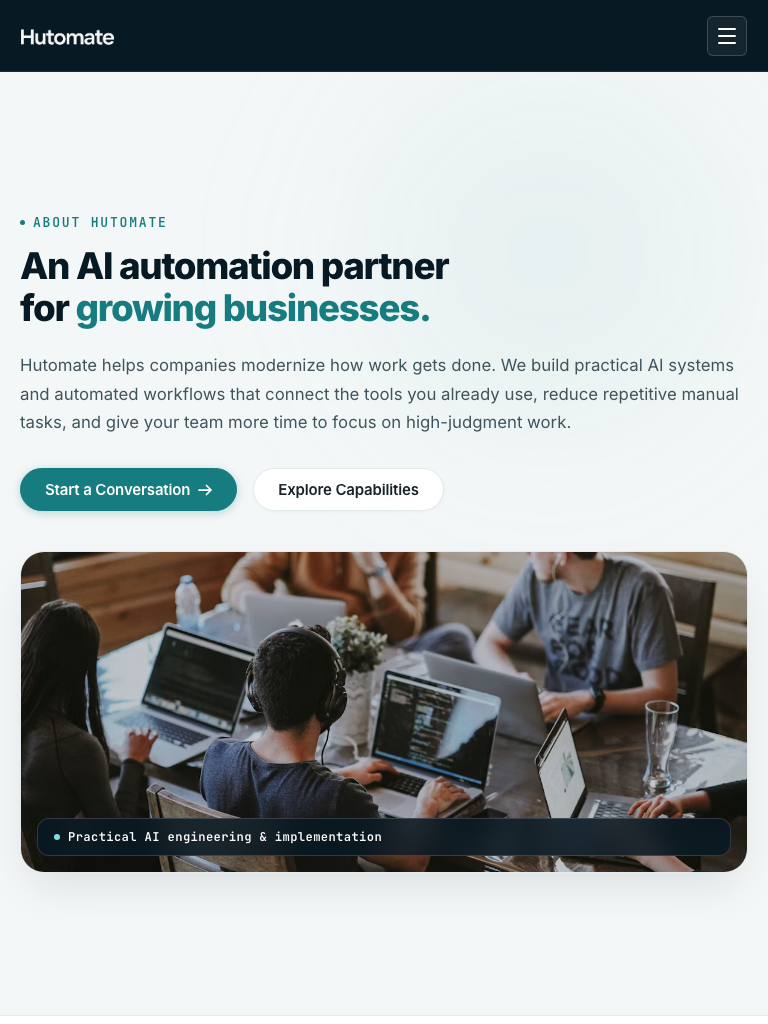 Hutomate
ABOUT HUTOMATE
An AI automation partner
for growing businesses.
Hutomate helps companies modernize how work gets done. We build practical AI systems
and automated workflows that connect the tools you already use, reduce repetitive manual
tasks, and give your team more time to focus on high-judgment work.
Start a Conversation →
Explore Capabilities
Practical AI engineering & implementation